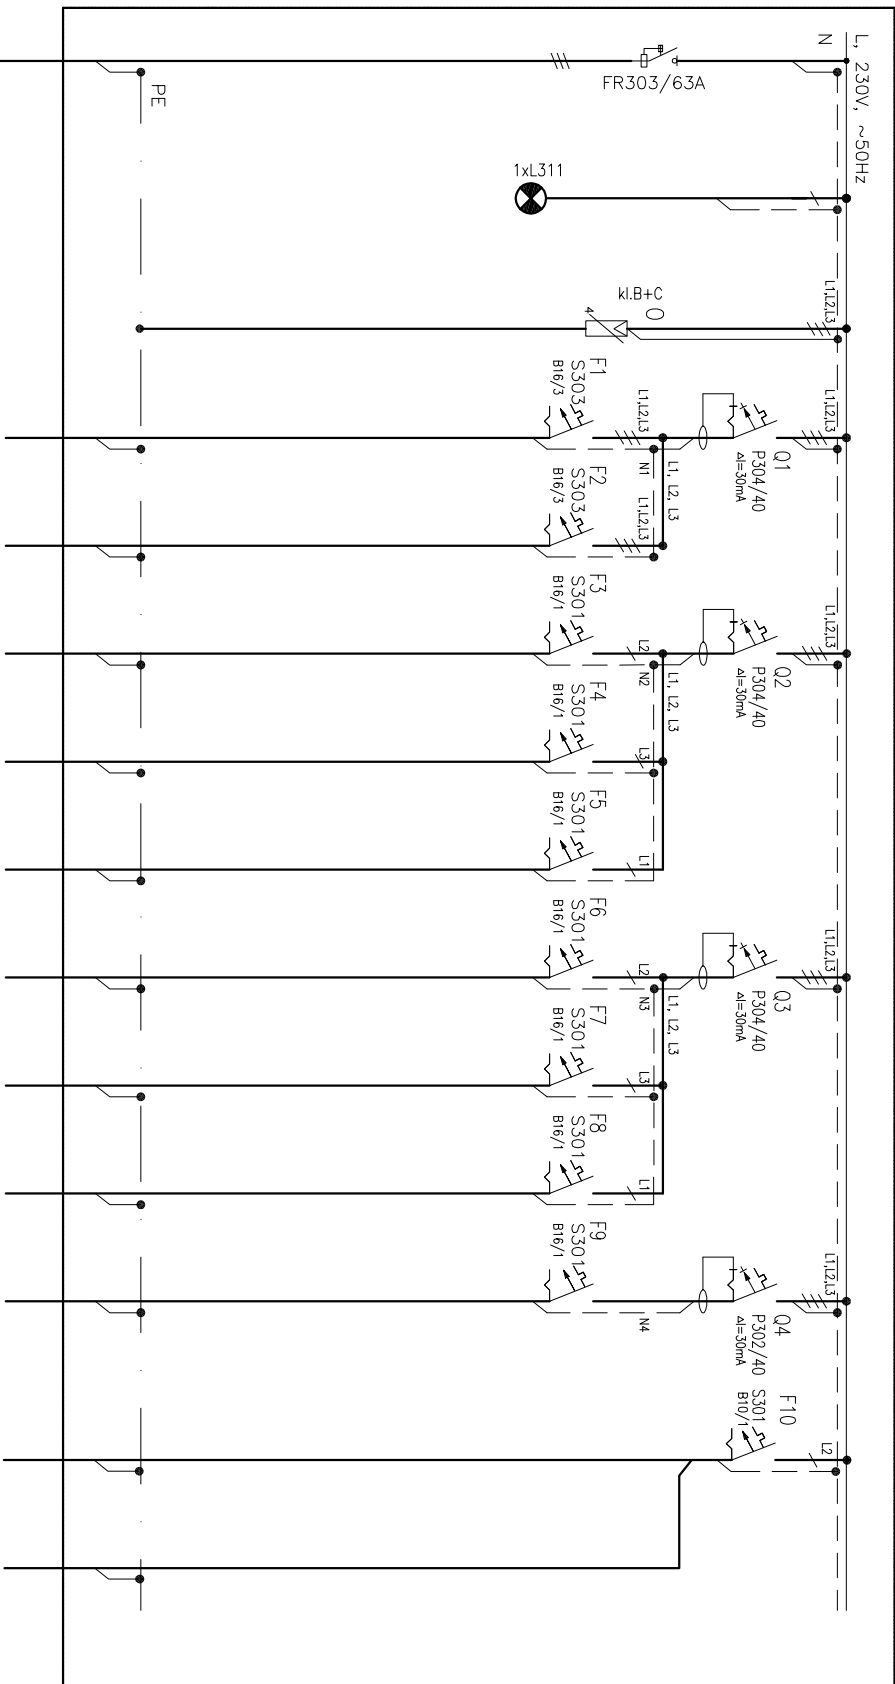 L, 230V, ~50Hz
N
FR303/63A
PE
1xL311
L1,L2,L3
kl.B+C
4
L1,L2,L3
Q1
P304/40
ΔI=30mA
L1,L2,L3
L1, L2, L3
N1
F1
S303
B16/3
L1,L2,L3
F2
S303
B16/3
L1,L2,L3
Q2
P304/40
ΔI=30mA
L2
L1, L2, L3
N2
F3
S301
B16/1
L3
F4
S301
B16/1
L1
F5
S301
B16/1
L1,L2,L3
Q3
P304/40
ΔI=30mA
L2
L1, L2, L3
N3
F6
S301
B16/1
L3
F7
S301
B16/1
L1
F8
S301
B16/1
L1,L2,L3
Q4
P302/40
ΔI=30mA
N4
F9
S301
B16/1
F10
S301
B10/1
L2